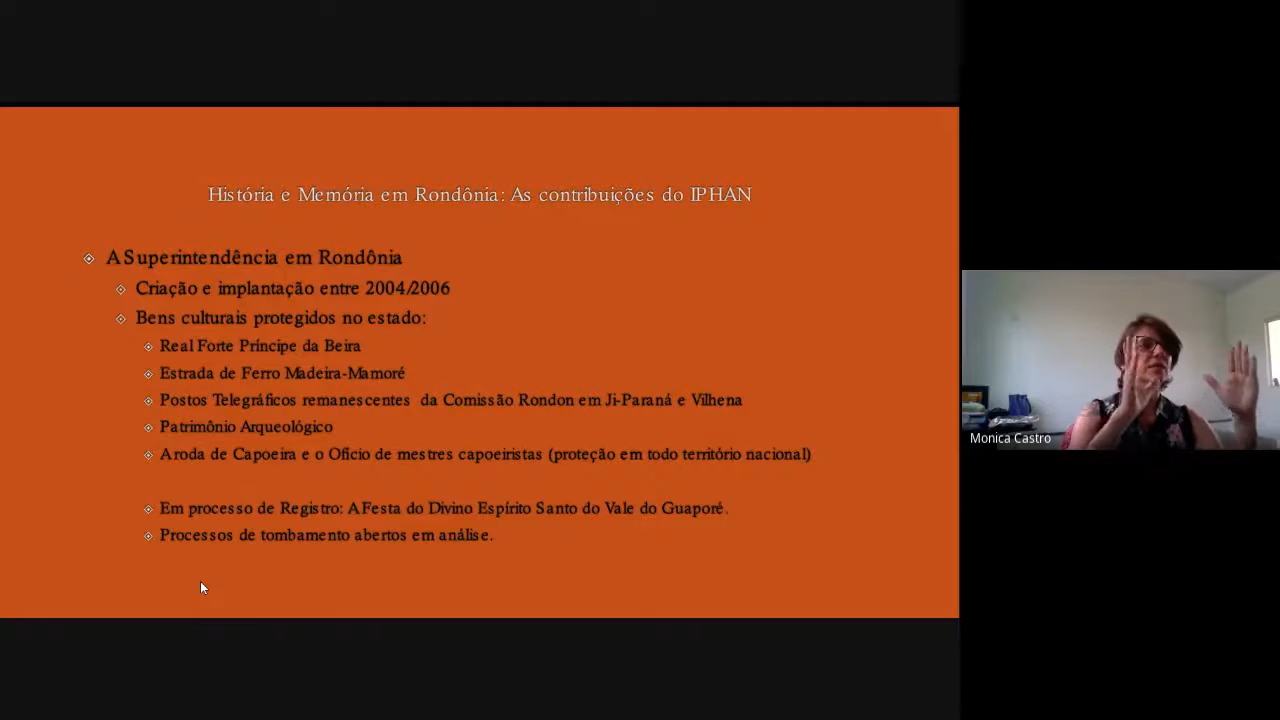 História e Memória em Rondônia: As contribuições do IPHAN
A Superintendência em Rondônia
Criação e implantação entre 2004/2006
Bens culturais protegidos no estado:
Real Forte Príncipe da Beira
Estrada de Ferro Madeira-Mamoré
Postos Telegráficos remanescentes da Comissão Rondon em Ji-Paraná e Vilhena
Patrimônio Arqueológico
A roda de Capoeira e o Ofício de mestres capoeiristas (proteção em todo território nacional)
Em processo de Registro: A Festa do Divino Espírito Santo do Vale do Guaporé.
Processos de tombamento abertos em análise.
Monica Castro